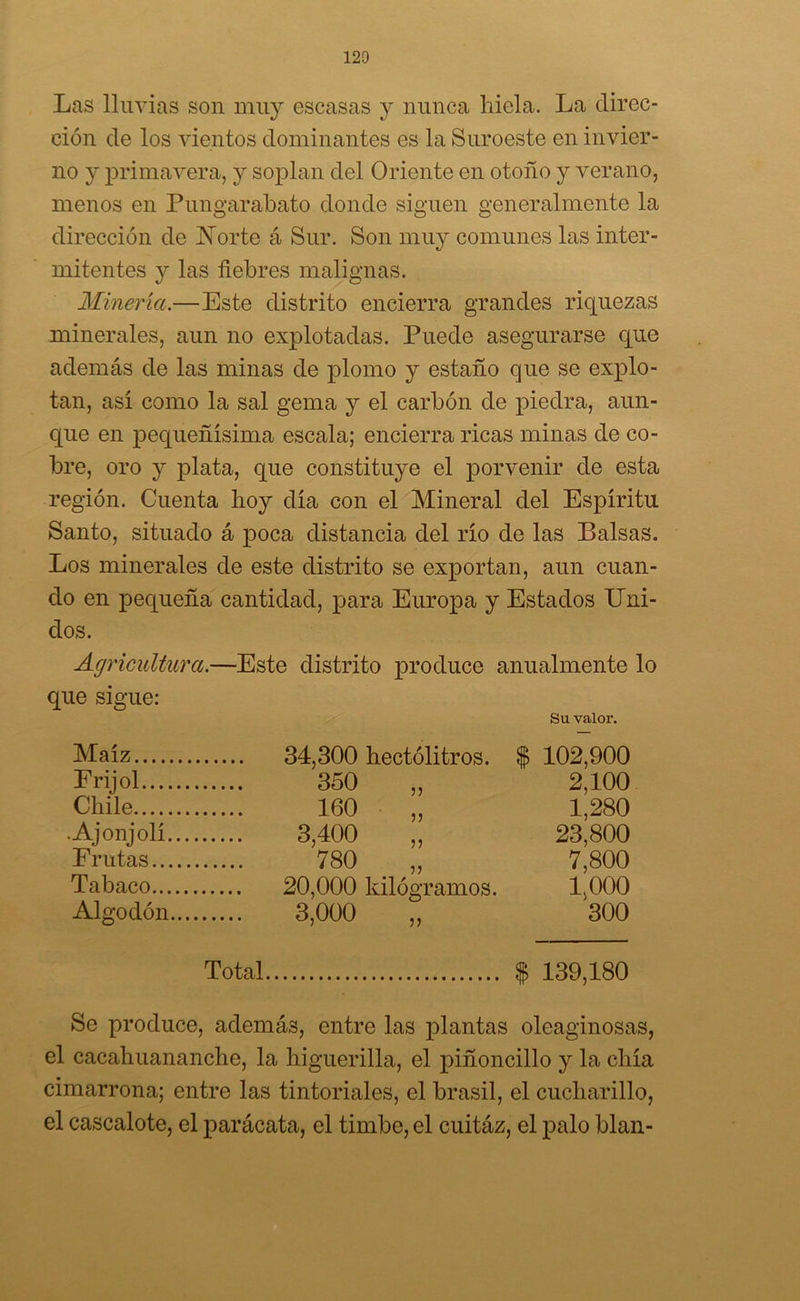 129
Las lluvias son muy escasas y nunca hiela. La direc-
ción de los vientos dominantes es la Suroeste en invier-
no y primavera, y soplan del Oriente en otoño y verano,
menos en Pungarabato donde siguen generalmente la
dirección de Norte á Sur. Son muy comunes las inter-
mitentes y las fiebres malignas.
Minería.—Este distrito encierra grandes riquezas
minerales, aun no explotadas. Puede asegurarse que
además de las minas de plomo y estaño que se explo-
tan, así como la sal gema y el carbón de piedra, aun-
que en pequeñísima escala; encierra ricas minas de co-
bre, oro y plata, que constituye el porvenir de esta
región. Cuenta hoy día con el Mineral del Espíritu
Santo, situado á poca distancia del río de las Balsas.
Los minerales de este distrito se exportan, aun cuan-
do en pequeña cantidad, para Europa y Estados Uni-
dos.
Agricultura.—Este distrito produce anualmente lo
que sigue:
Su valor.
Maíz.............. 34,300 hectólitros. $ 102,900
Frijol............. 350 „ 2,100
Chile.............. 160 „ 1,280
Ajonjolí.......... 3,400 „ 23,800
Frutas............ 780 „ 7,800
Tabaco............ 20,000 kilógramos. 1,000
Algodón.......... 3,000 „ 300
Total.............................. $ 139,180
Se produce, además, entre las plantas oleaginosas,
el cacahuananche, la higuerilla, el piñoncillo y la chía
cimarrona; entre las tintoriales, el brasil, el cucharillo,
el cascalote, el parácata, el timbe, el cuitáz, el palo blan-